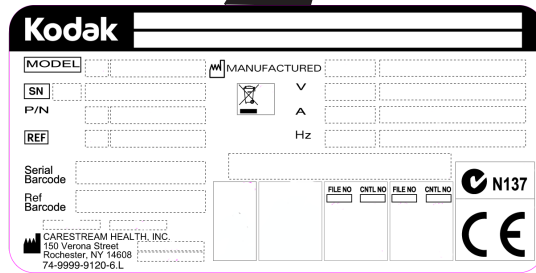 Kodak
MODEL
SN
P/N
REF
MANUFACTURED
V
A
Hz
Serial
Barcode
Ref
Barcode
FILE NO CNTL NO FILE NO CNTL NO
N137
CE
CARESTREAM HEALTH, INC.
150 Verona Street
Rochester, NY 14608
74-9999-9120-6.L